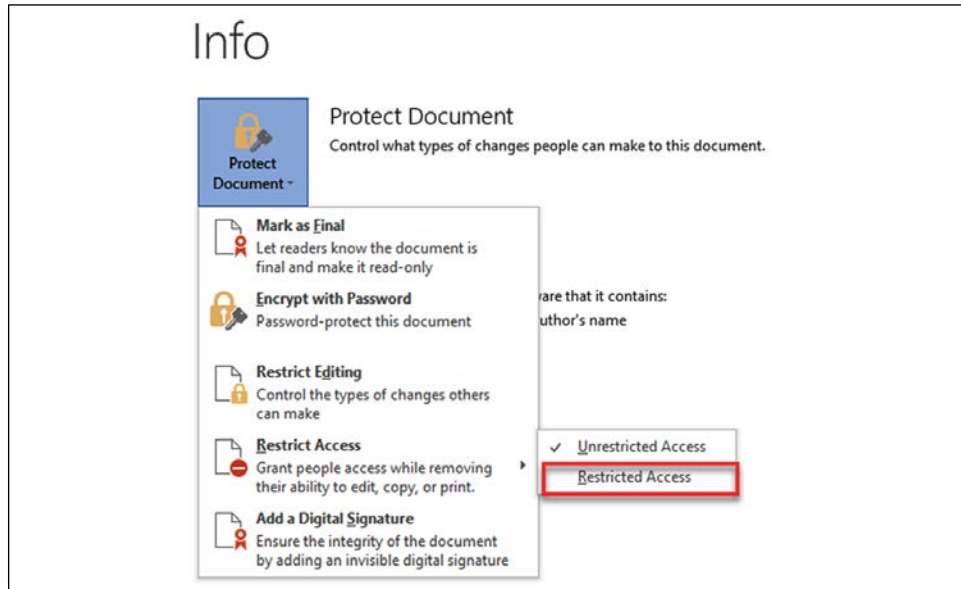 Info
Protect Document
Control what types of changes people can make to this document.
Protect
Document
Mark as Final
Let readers know the document is
final and make it read-only
Encrypt with Password
Password-protect this document
that it contains:
name
Restrict Editing
Control the types of changes others
can make
Restrict Access
Grant people access while removing
their ability to edit, copy, or print.
Unrestricted Access
Restricted Access
Add a Digital Signature
Ensure the integrity of the document
by adding an invisible digital signature